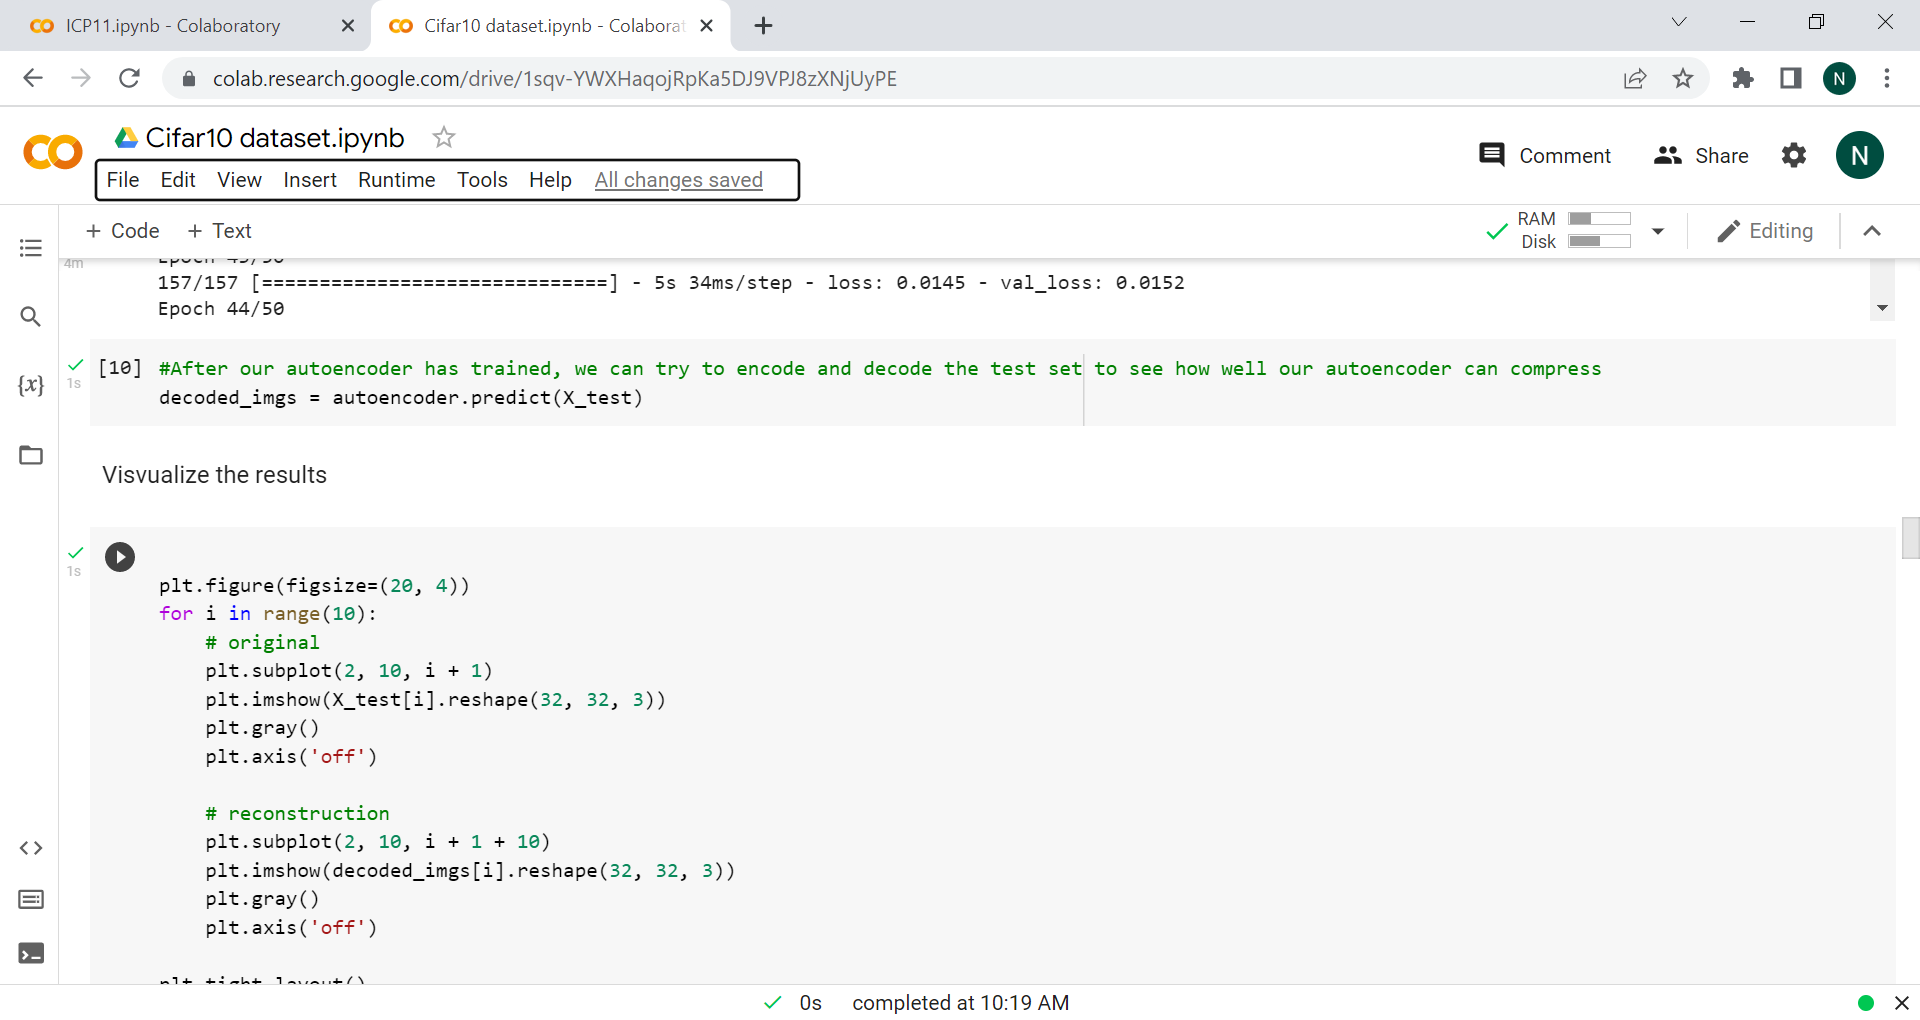 ICP11.ipynb - Colaboratory
Cifar10 dataset.ipynb - Colaborat
colab.research.google.com/drive/1sqv-YWXHaqojRpKa5DJ9VPJ8zXNjUyPE
N
Cifar10 dataset.ipynb
Comment
Share
N
File Edit View Insert Runtime Tools Help All changes saved
+ Code + Text
RAM
Disk
Editing
4m
157/157 [==============================] - 5s 34ms/step - loss: 0.0145 - val_loss: 0.0152
Epoch 44/50
1s
[10] #After our autoencoder has trained, we can try to encode and decode the test set to see how well our autoencoder can compress
decoded_imgs = autoencoder.predict(X_test)
{x}
Visvualize the results
1s
plt.figure(figsize=(20, 4))
for i in range(10):
    # original
    plt.subplot(2, 10, i + 1)
    plt.imshow(X_test[i].reshape(32, 32, 3))
    plt.gray()
    plt.axis('off')
    # reconstruction
    plt.subplot(2, 10, i + 1 + 10)
    plt.imshow(decoded_imgs[i].reshape(32, 32, 3))
    plt.gray()
    plt.axis('off')
plt.tight_layout()
0s completed at 10:19 AM